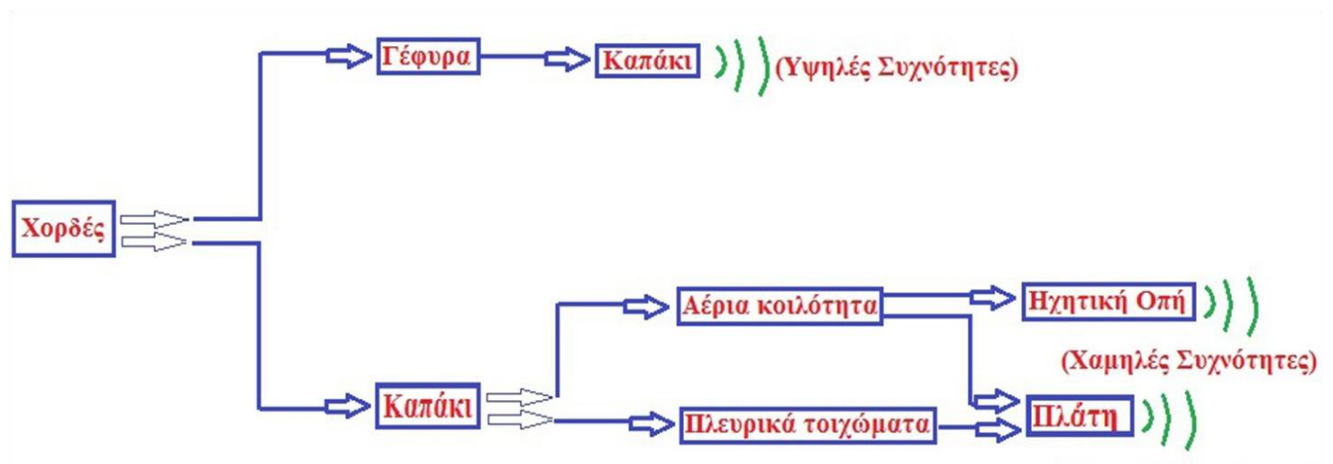 Γέφυρα
Καπάκι
(Υψηλές Συχνότητες)
Χορδές
Αέρια κοιλότητα
Ηχητική Οπή
(Χαμηλές Συχνότητες)
Καπάκι
Πλευρικά τοιχώματα
Πλάτη